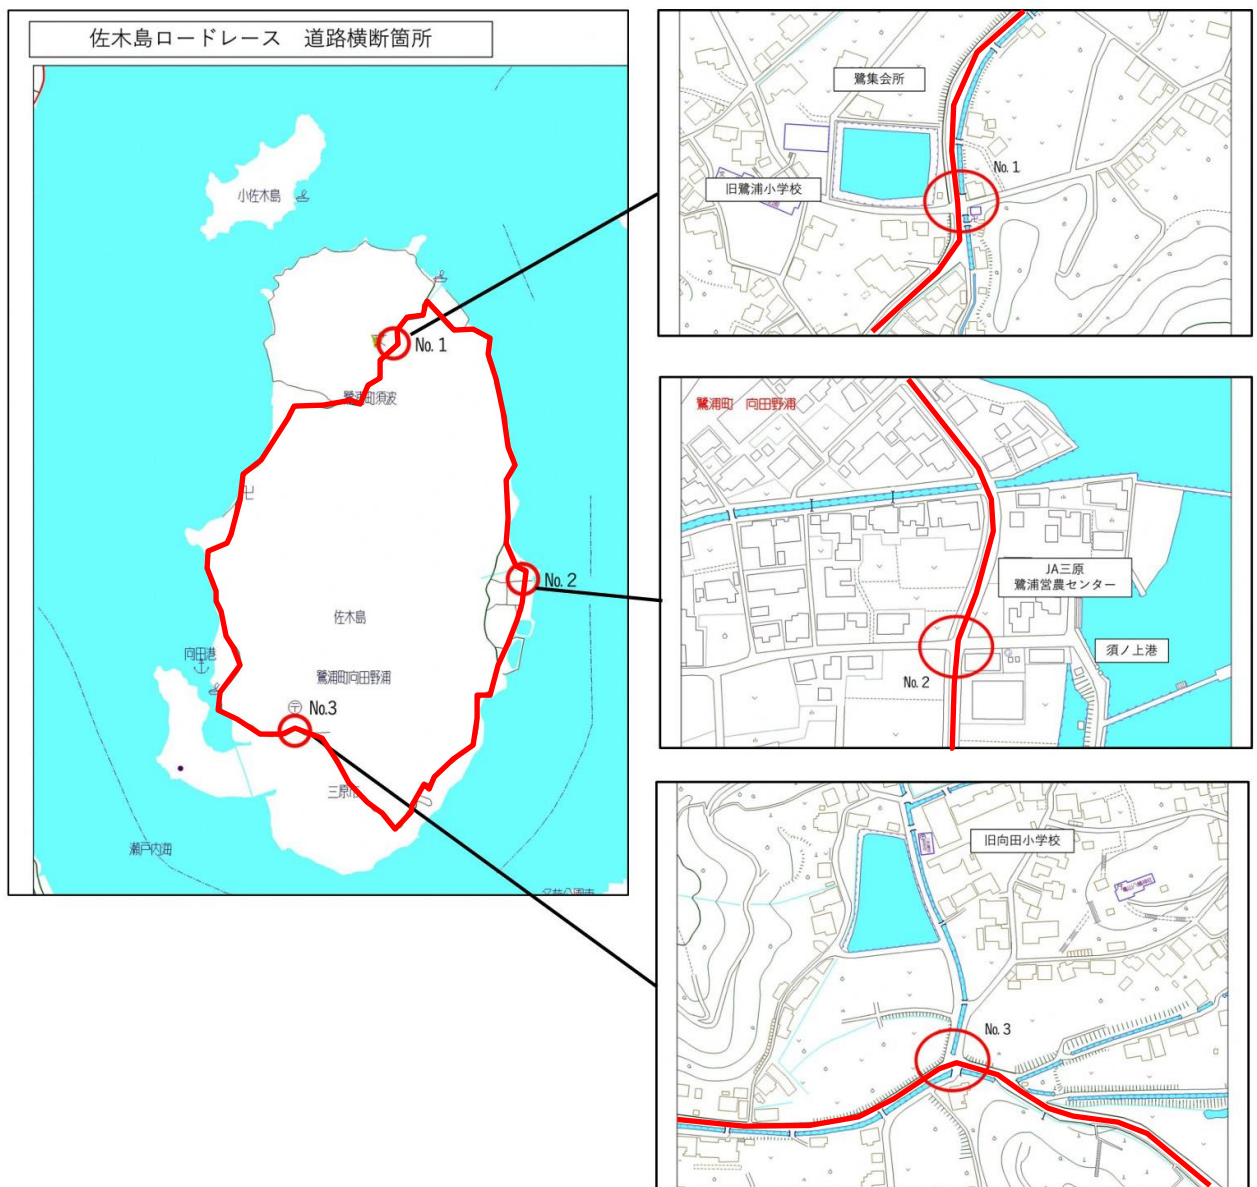 佐木島ロードレース　道路横断箇所
小佐木島
No. 1
鷺浦町須波
No. 2
佐木島
向田港
鷺浦町向田野浦
No.3
三原市
瀬戸内海
鷺集会所
No. 1
旧鷺浦小学校
鷺浦町　向田野浦
JA三原
鷺浦営農センター
須ノ上港
No. 2
旧向田小学校
No. 3